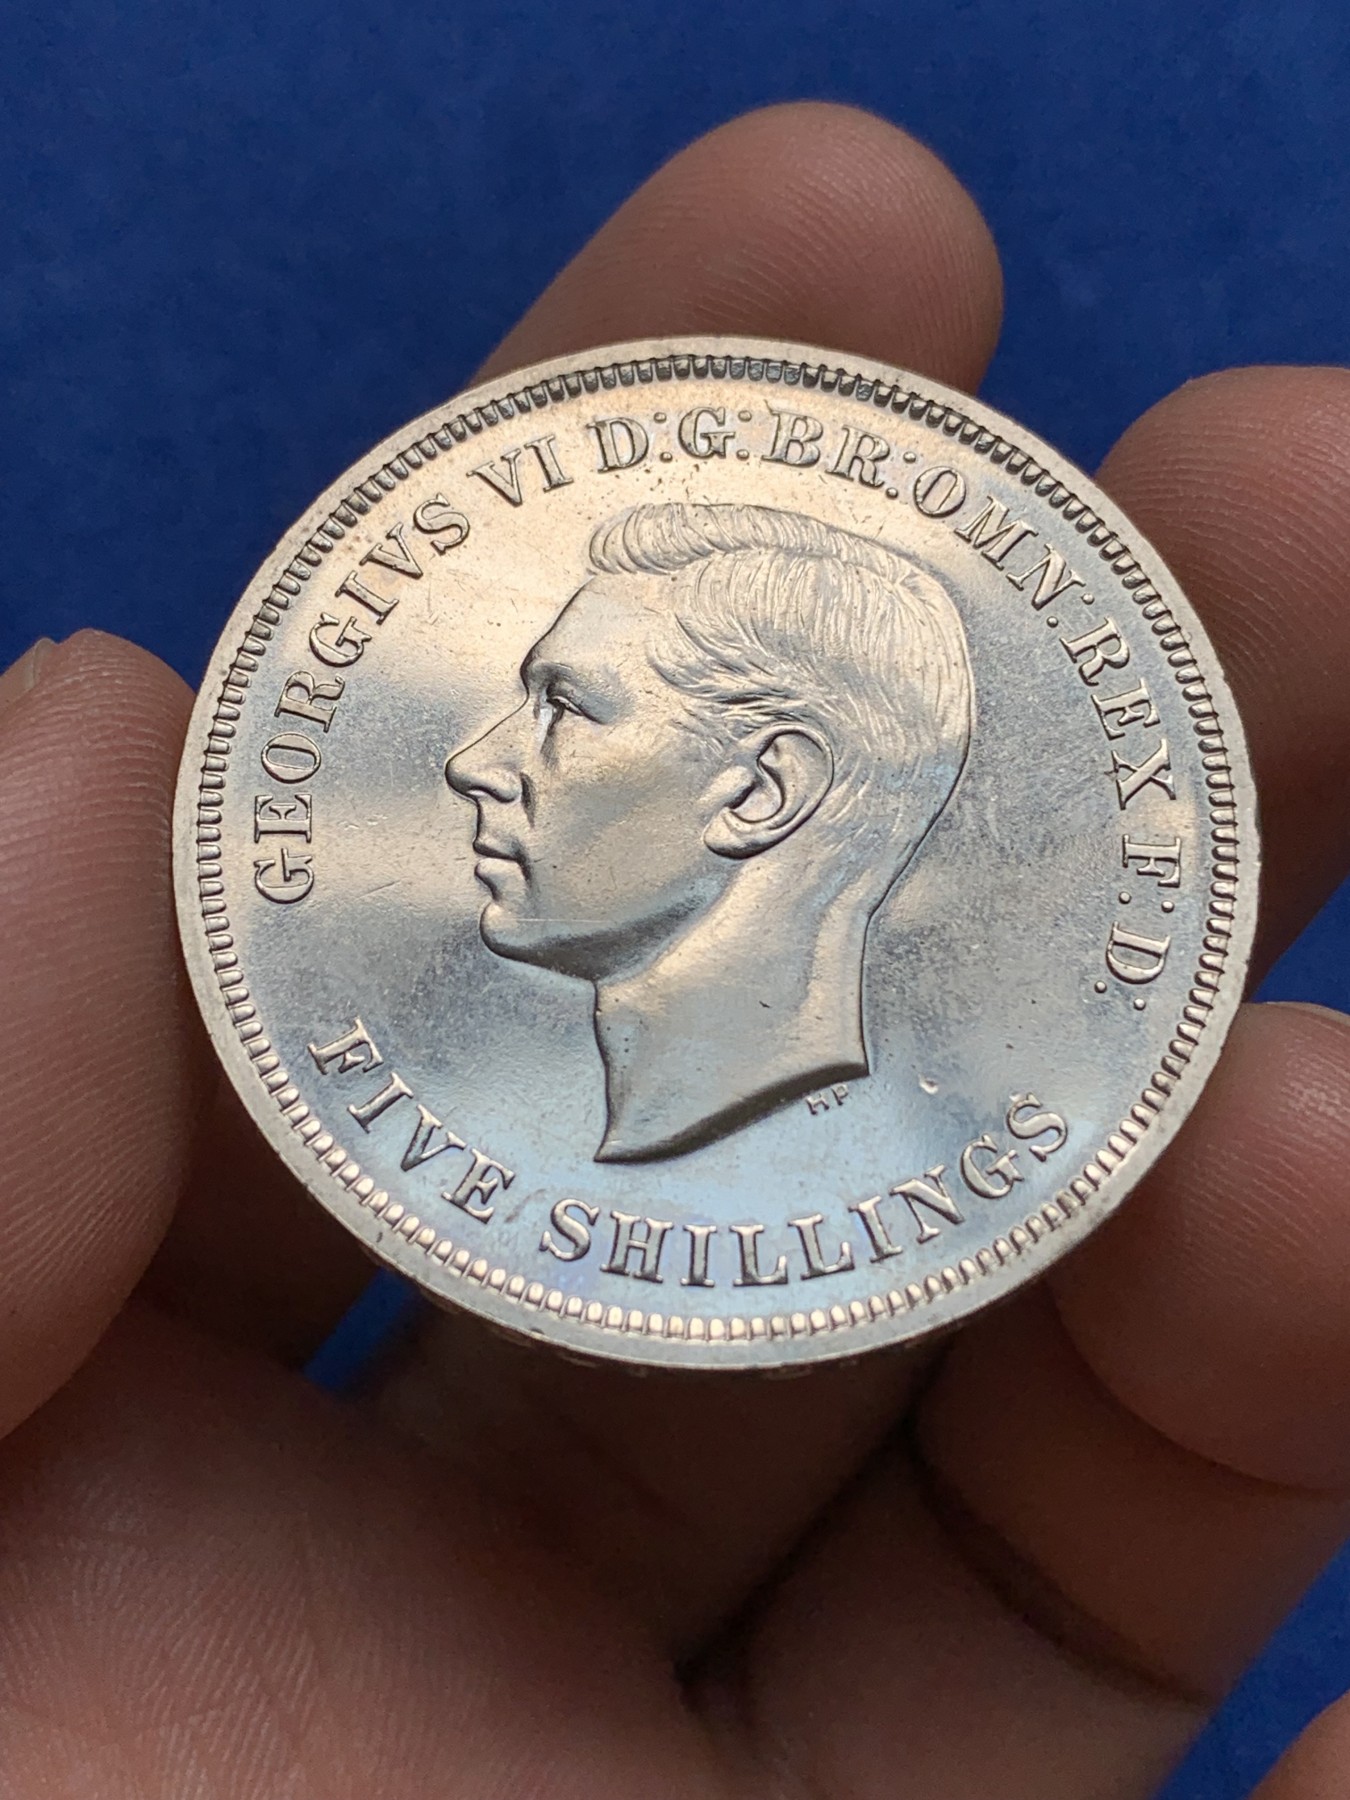 GEORGIVS VI D:G:BR:OMN:REX F:D:
HP
FIVE SHILLINGS